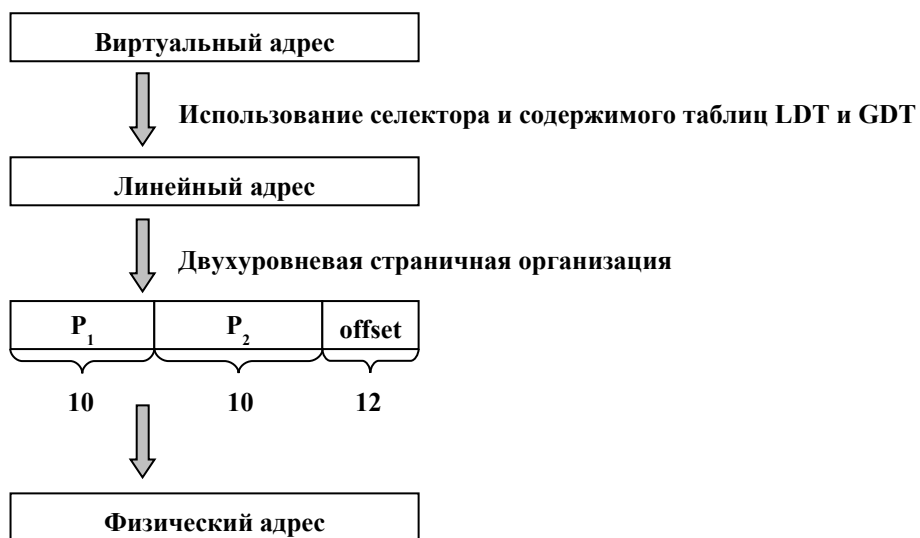 Виртуальный адрес
Использование селектора и содержимого таблиц LDT и GDT
Линейный адрес
Двухуровневая страничная организация
P1 P2 offset
10 10 12
Физический адрес